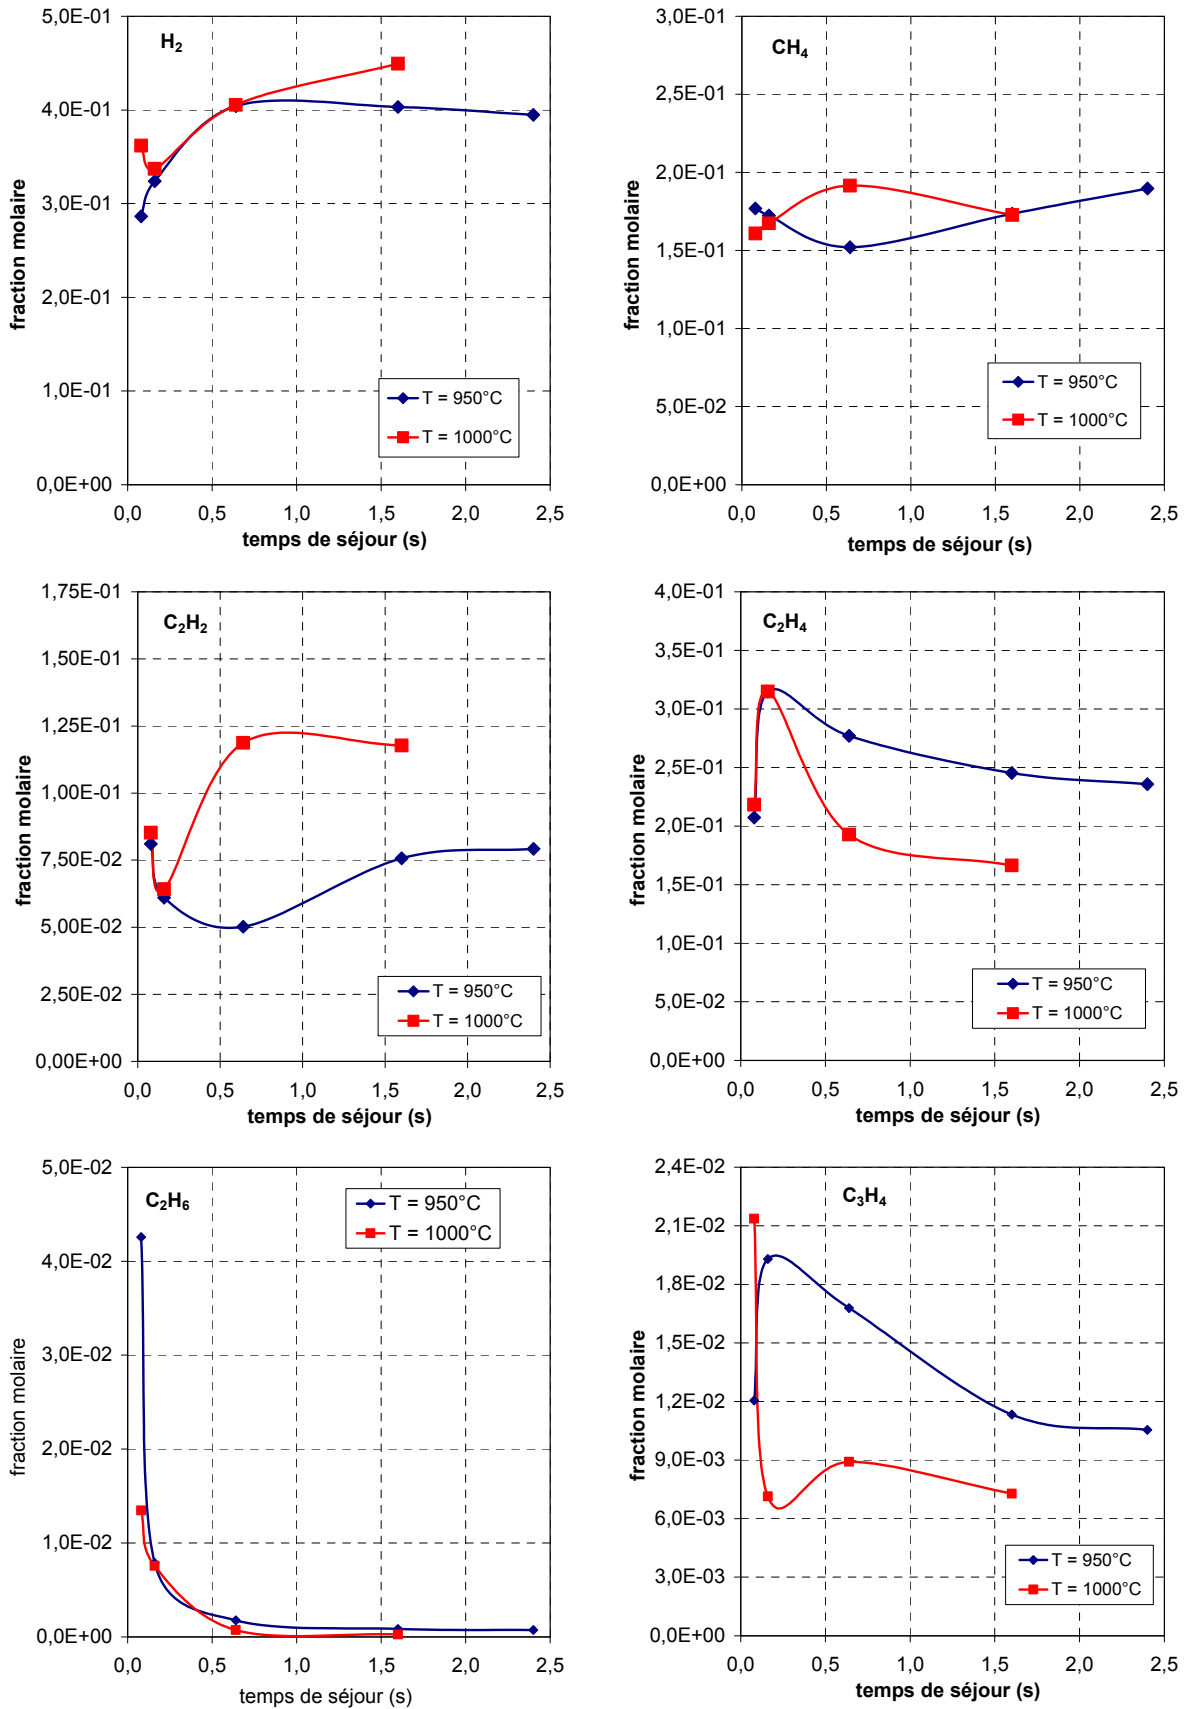 H2
fraction molaire
5,0E-01
4,0E-01
3,0E-01
2,0E-01
1,0E-01
0,0E+00
T = 950°C
T = 1000°C
0,0 0,5 1,0 1,5 2,0 2,5
temps de séjour (s)
CH4
fraction molaire
3,0E-01
2,5E-01
2,0E-01
1,5E-01
1,0E-01
5,0E-02
0,0E+00
T = 950°C
T = 1000°C
0,0 0,5 1,0 1,5 2,0 2,5
temps de séjour (s)
C2H2
fraction molaire
1,75E-01
1,50E-01
1,25E-01
1,00E-01
7,50E-02
5,00E-02
2,50E-02
0,00E+00
T = 950°C
T = 1000°C
0,0 0,5 1,0 1,5 2,0 2,5
temps de séjour (s)
C2H4
fraction molaire
4,0E-01
3,5E-01
3,0E-01
2,5E-01
2,0E-01
1,5E-01
1,0E-01
5,0E-02
0,0E+00
T = 950°C
T = 1000°C
0,0 0,5 1,0 1,5 2,0 2,5
temps de séjour (s)
C2H6
fraction molaire
5,0E-02
4,0E-02
3,0E-02
2,0E-02
1,0E-02
0,0E+00
T = 950°C
T = 1000°C
0,0 0,5 1,0 1,5 2,0 2,5
temps de séjour (s)
C3H4
fraction molaire
2,4E-02
2,1E-02
1,8E-02
1,5E-02
1,2E-02
9,0E-03
6,0E-03
3,0E-03
0,0E+00
T = 950°C
T = 1000°C
0,0 0,5 1,0 1,5 2,0 2,5
temps de séjour (s)